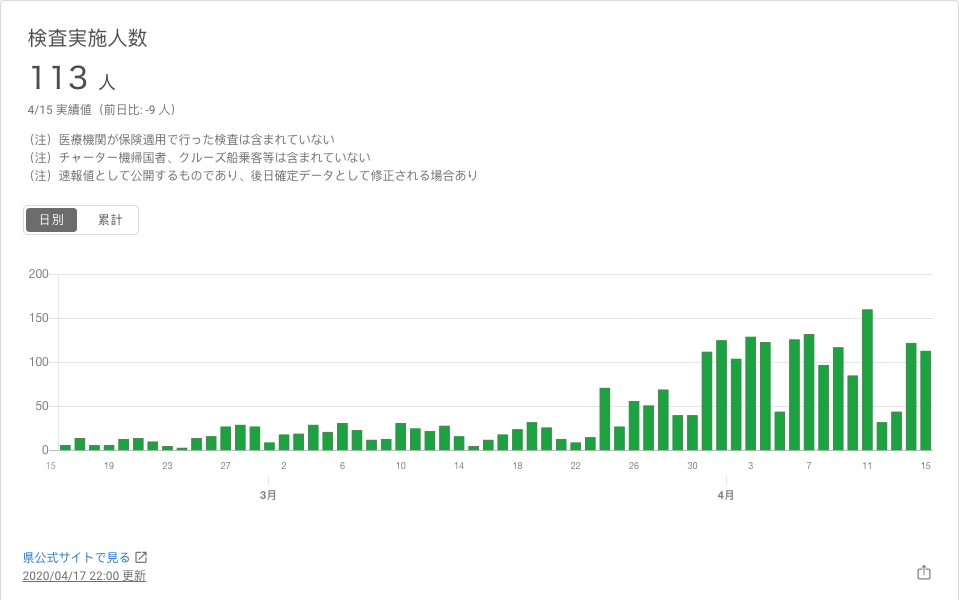 検査実施人数
113 人
4/15 実績値（前日比: -9 人）
（注）医療機関が保険適用で行った検査は含まれていない
（注）チャーター機帰国者、クルーズ船乗客等は含まれていない
（注）速報値として公開するものであり、後日確定データとして修正される場合あり
日別 累計
200
150
100
50
0
15 19 23 27 2 6 10 14 18 22 26 30 3 7 11 15
3月 4月
県公式サイトで見る
2020/04/17 22:00 更新